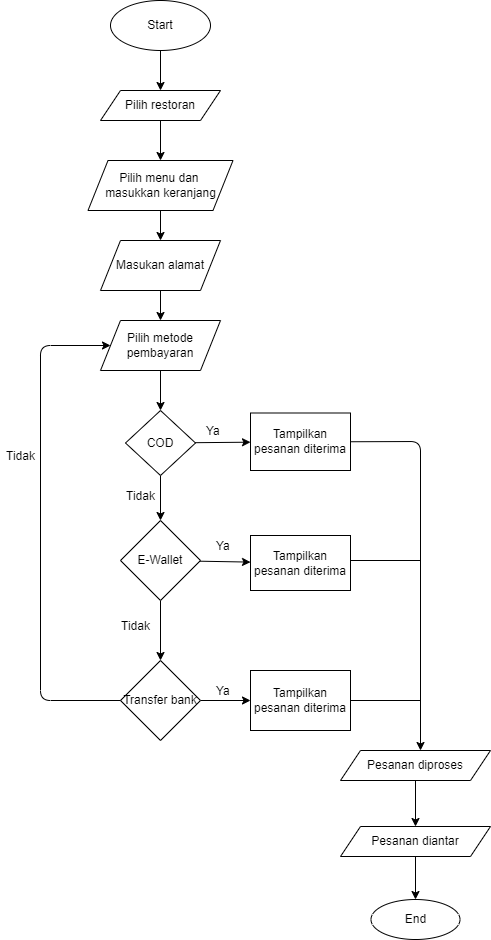 Start
Pilih restoran
Pilih menu dan
masukkan keranjang
Masukan alamat
Pilih metode
pembayaran
COD
Ya
Tampilkan
pesanan diterima
Tidak
Tidak
E-Wallet
Ya
Tampilkan
pesanan diterima
Tidak
Transfer bank
Ya
Tampilkan
pesanan diterima
Pesanan diproses
Pesanan diantar
End